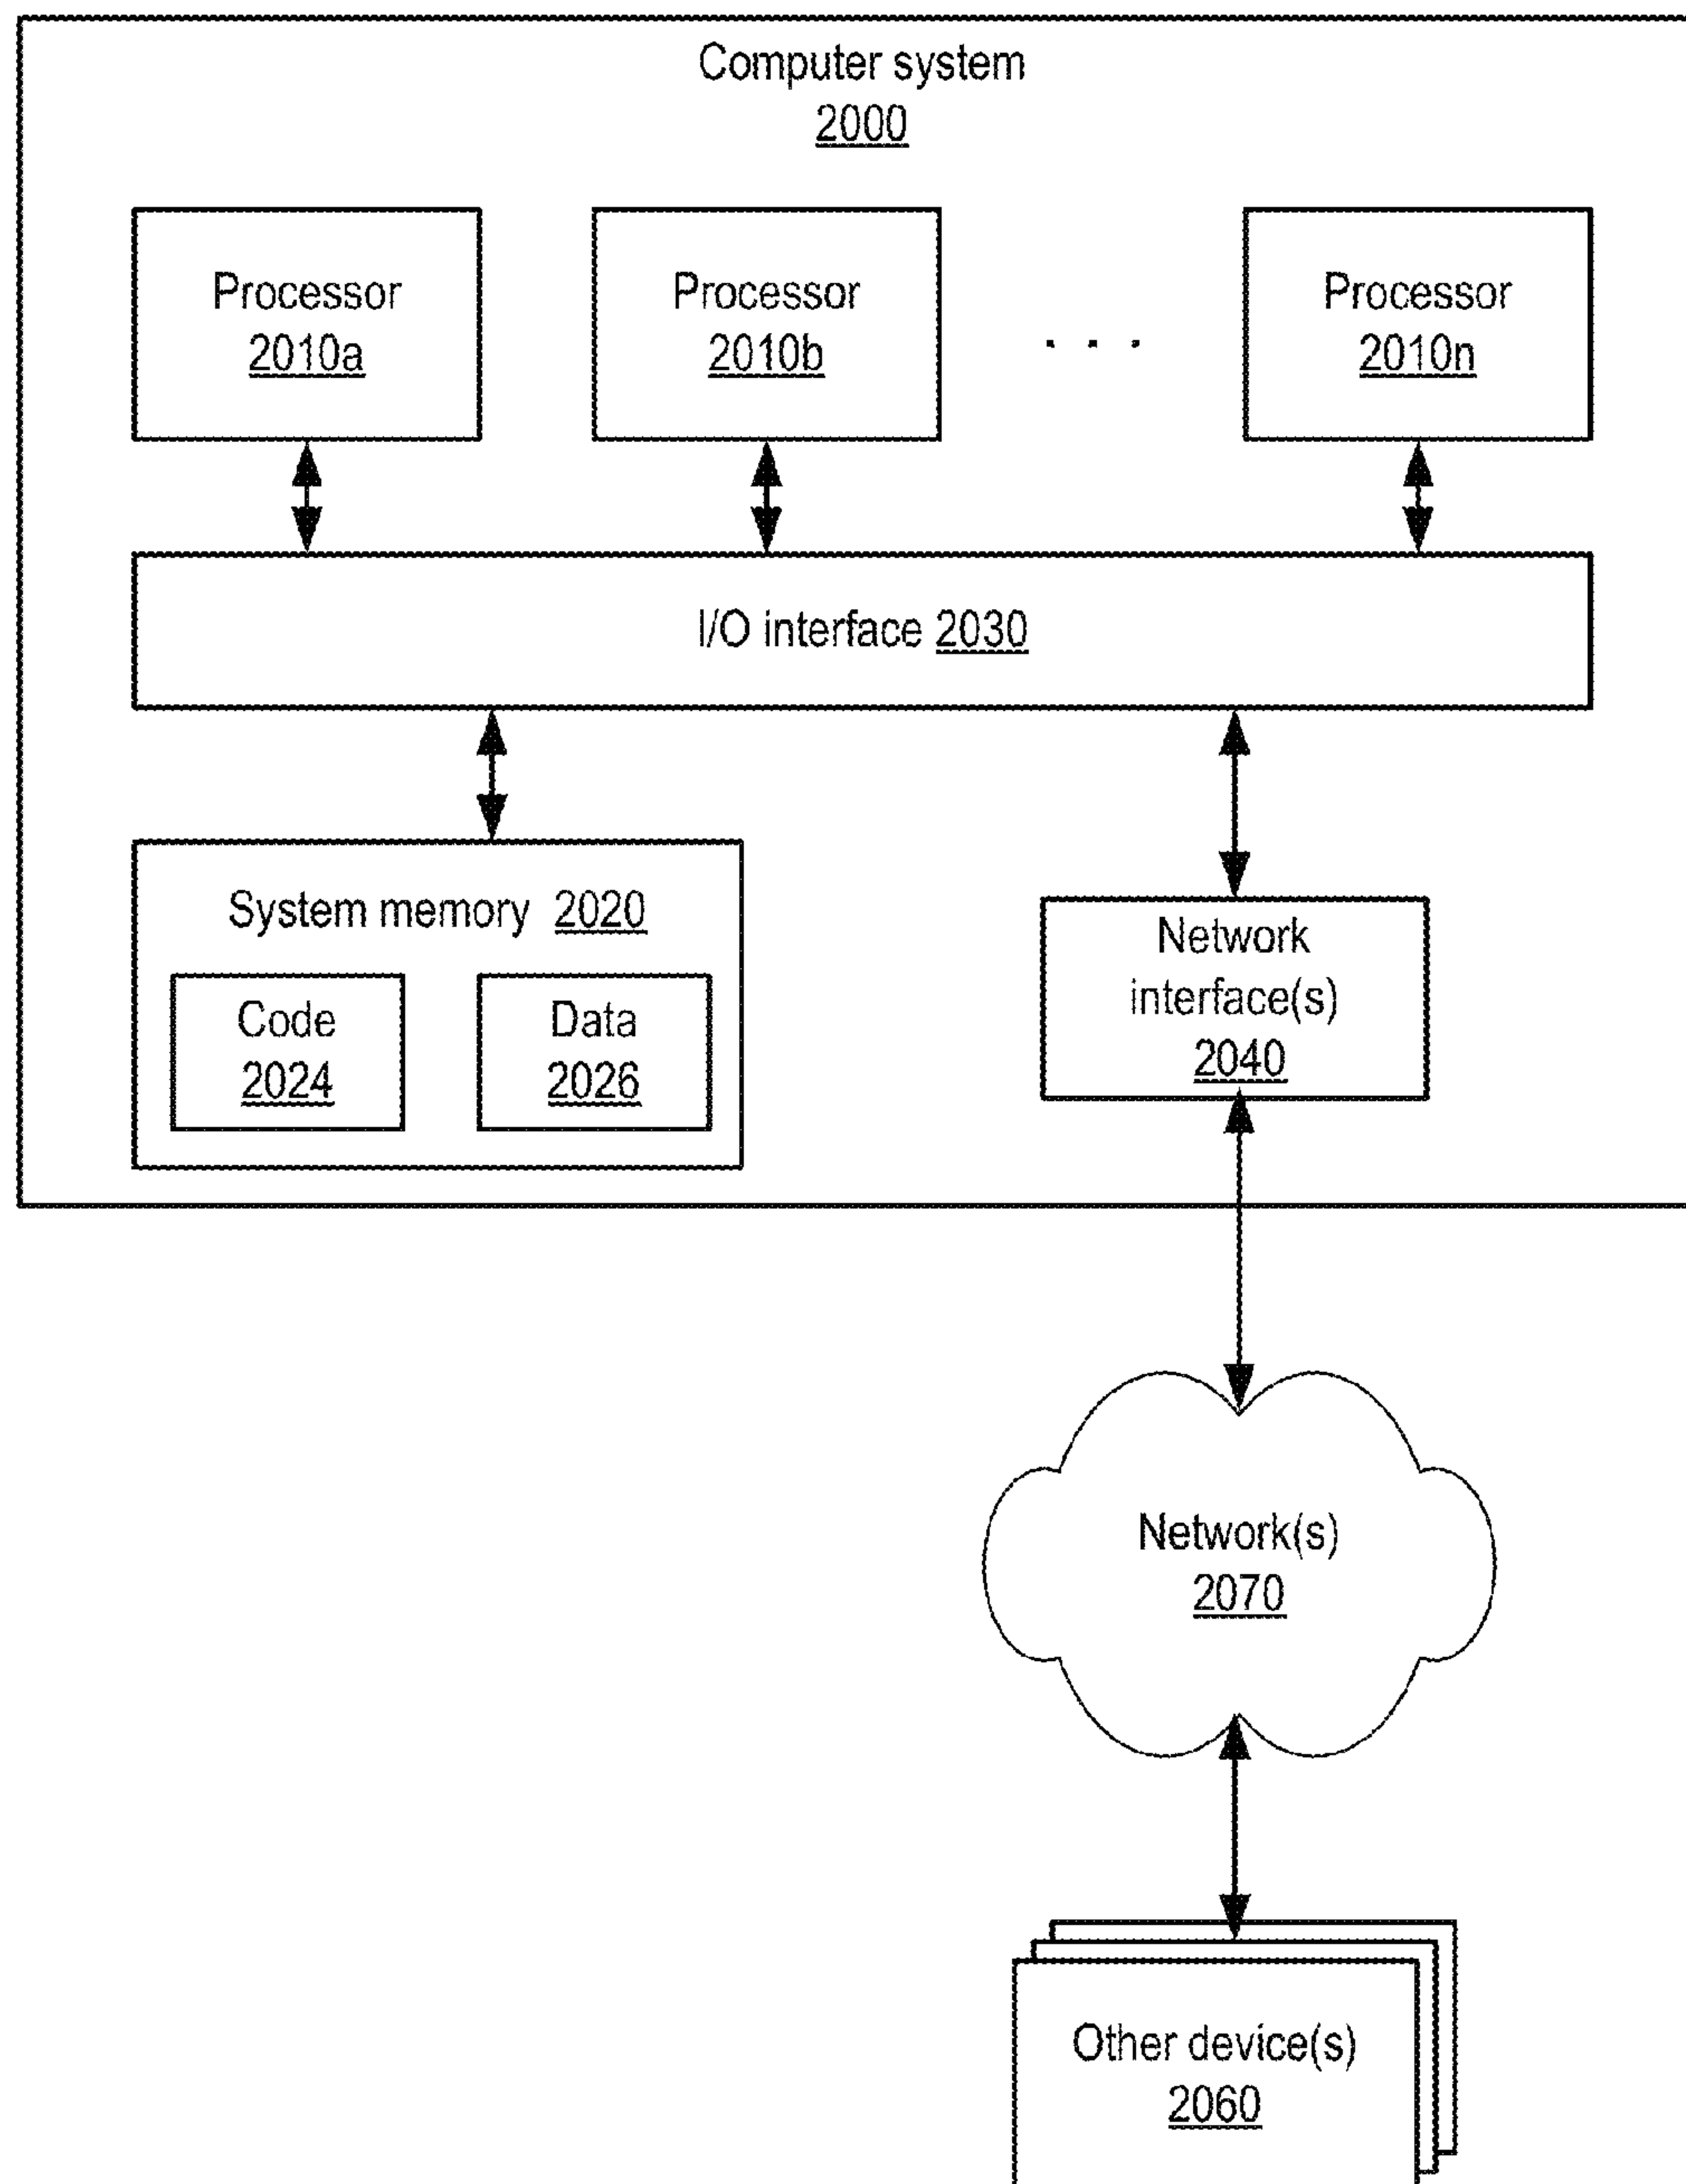 Computer system
2000
Processor
2010a
Processor
2010b
. . .
Processor
2010n
I/O interface 2030
System memory 2020
Code
2024
Data
2026
Network
interface(s)
2040
Network(s)
2070
Other device(s)
2060